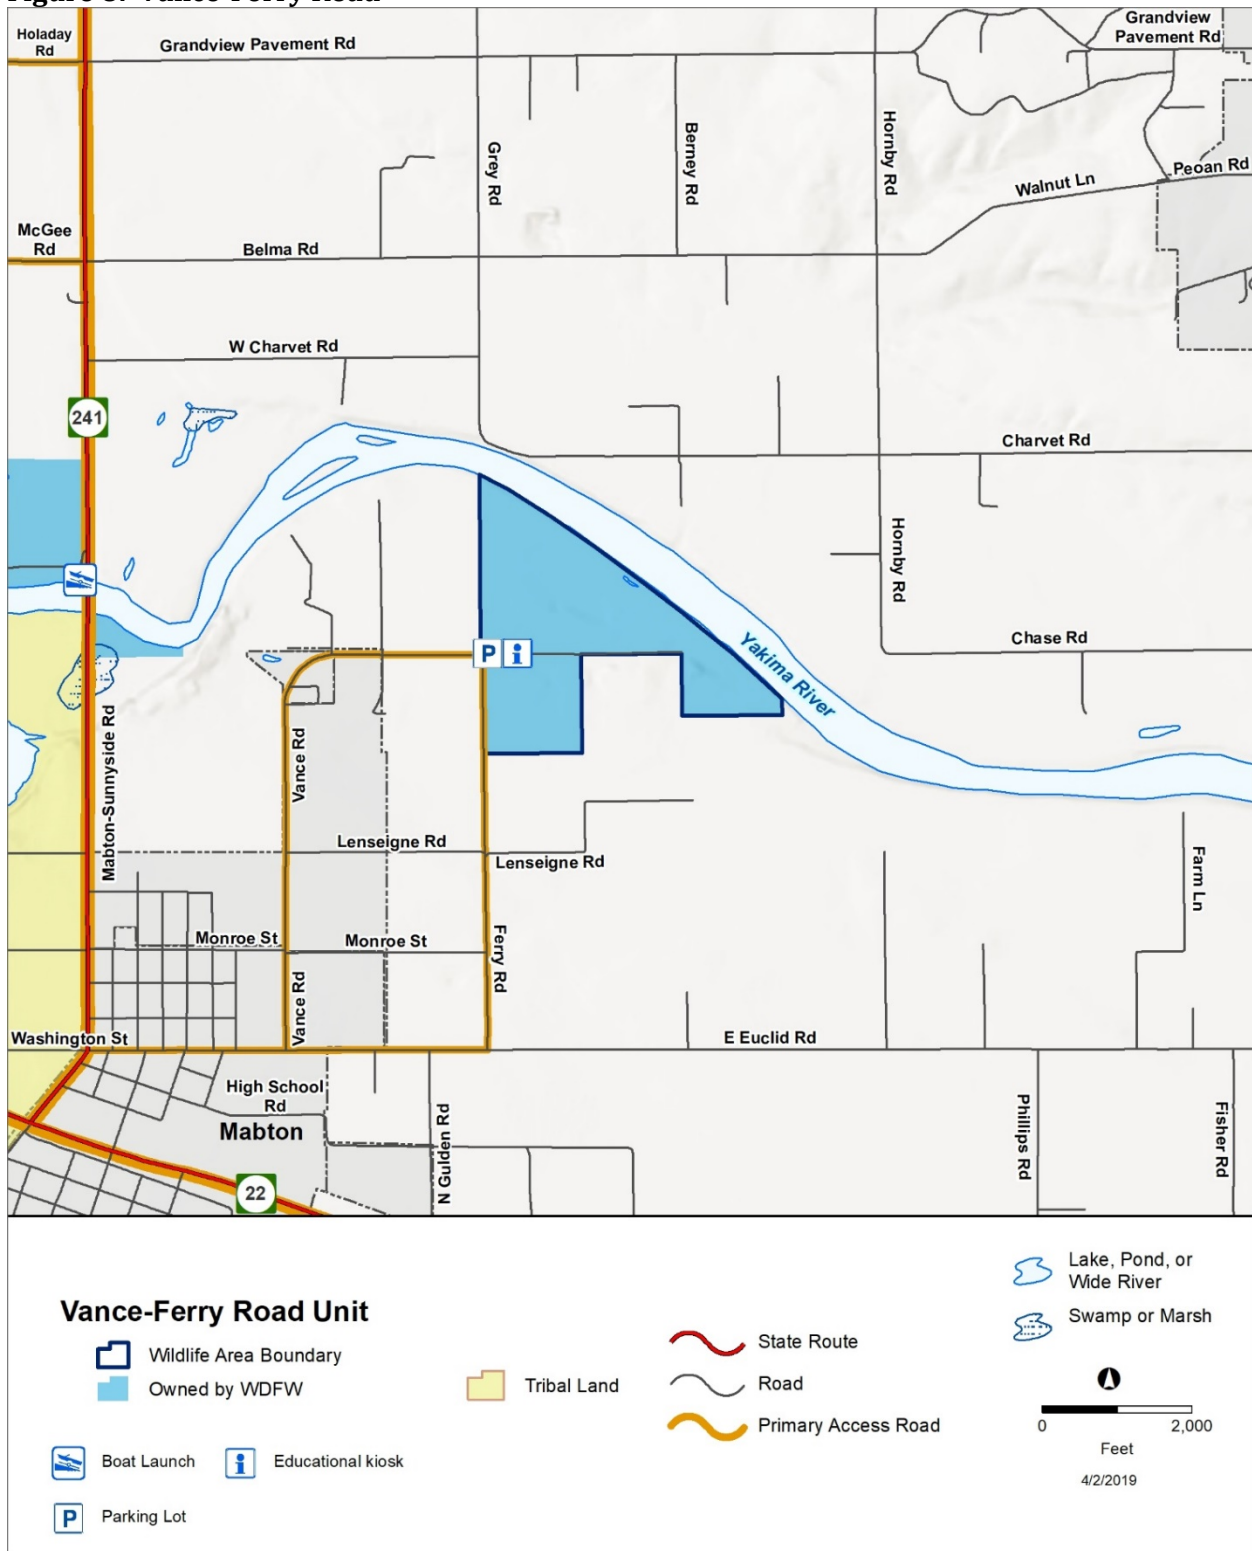 Figure 3. Vance-Ferry Road
Holaday
Rd
Grandview Pavement Rd
Grandview
Pavement Rd
Grey Rd
Berney Rd
Hornby Rd
Walnut Ln
Peoan Rd
McGee
Rd
Belma Rd
W Charvet Rd
241
Charvet Rd
Hornby Rd
P
i
Yakima River
Chase Rd
Mabton-Sunnyside Rd
Vance Rd
Lenseigne Rd
Lenseigne Rd
Farm Ln
Monroe St
Monroe St
Vance Rd
Ferry Rd
Washington St
E Euclid Rd
High School
Rd
Mabton
N Gulden Rd
Phillips Rd
Fisher Rd
22
Vance-Ferry Road Unit
Wildlife Area Boundary
Owned by WDFW
Tribal Land
State Route
Road
Primary Access Road
Lake, Pond, or
Wide River
Swamp or Marsh
0
2,000
Feet
4/2/2019
Boat Launch
i
Educational kiosk
P
Parking Lot